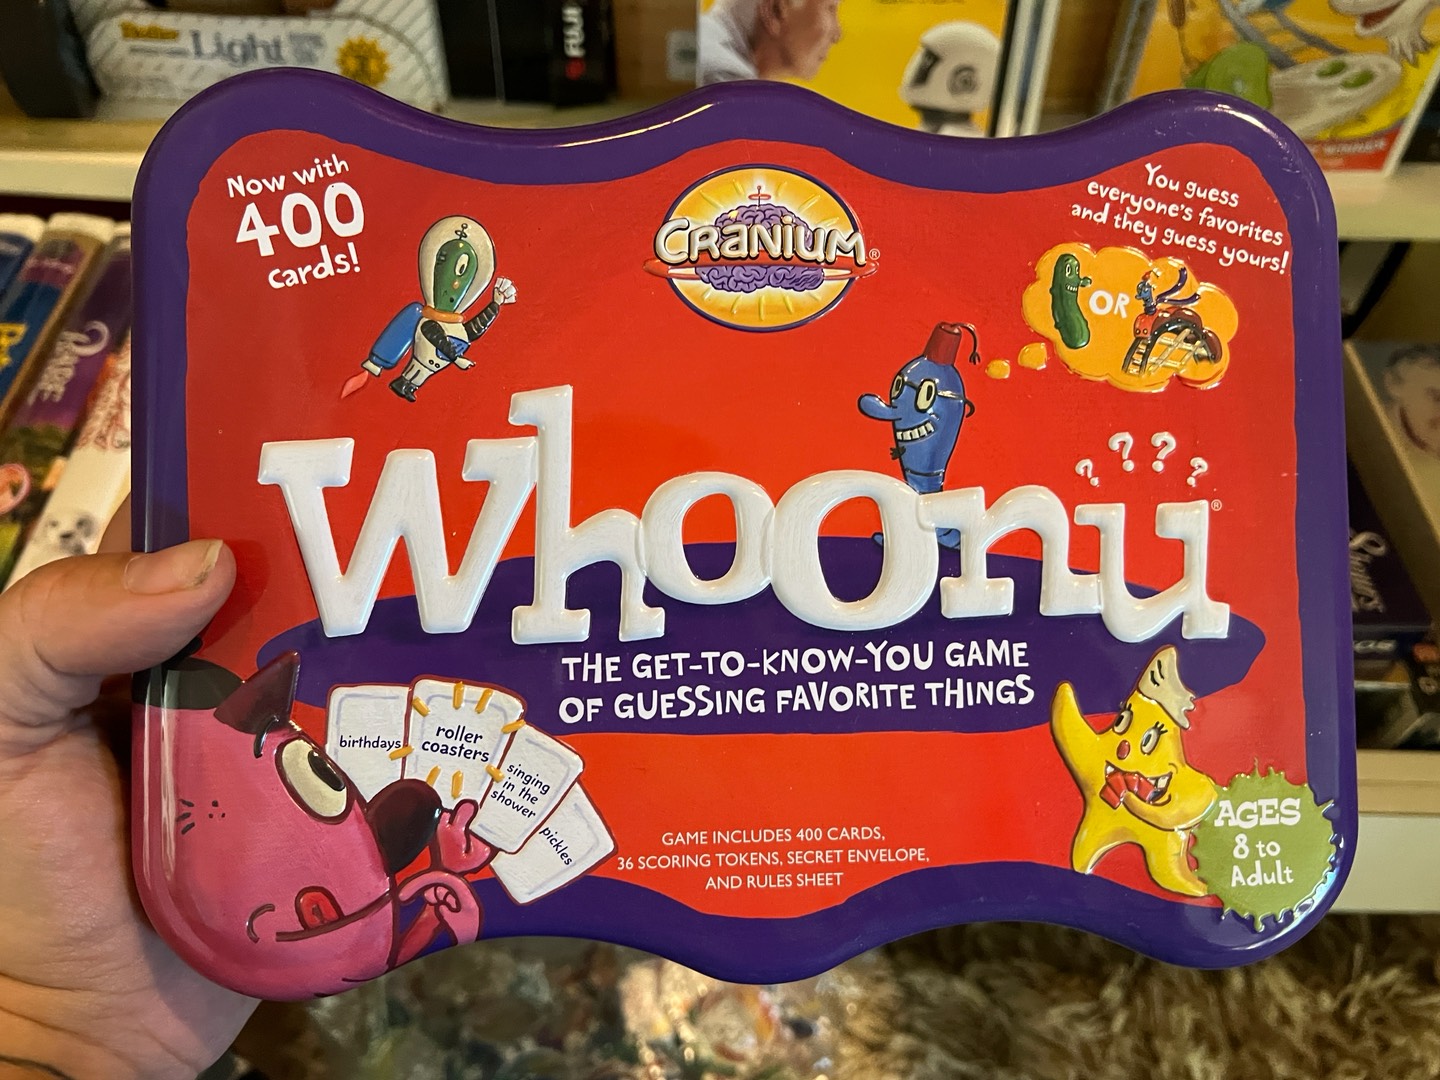 Light
FUJI
Now with
400
cards!
CRANIUM®
You guess
everyone's favorites
and they guess yours!
OR
? ? ? ?
Whoonu®
THE GET-TO-KNOW-YOU GAME
OF GUESSING FAVORITE THINGS
birthdays
roller
coasters
singing
in the
shower
pickles
GAME INCLUDES 400 CARDS,
36 SCORING TOKENS, SECRET ENVELOPE,
AND RULES SHEET
AGES
8 to
Adult